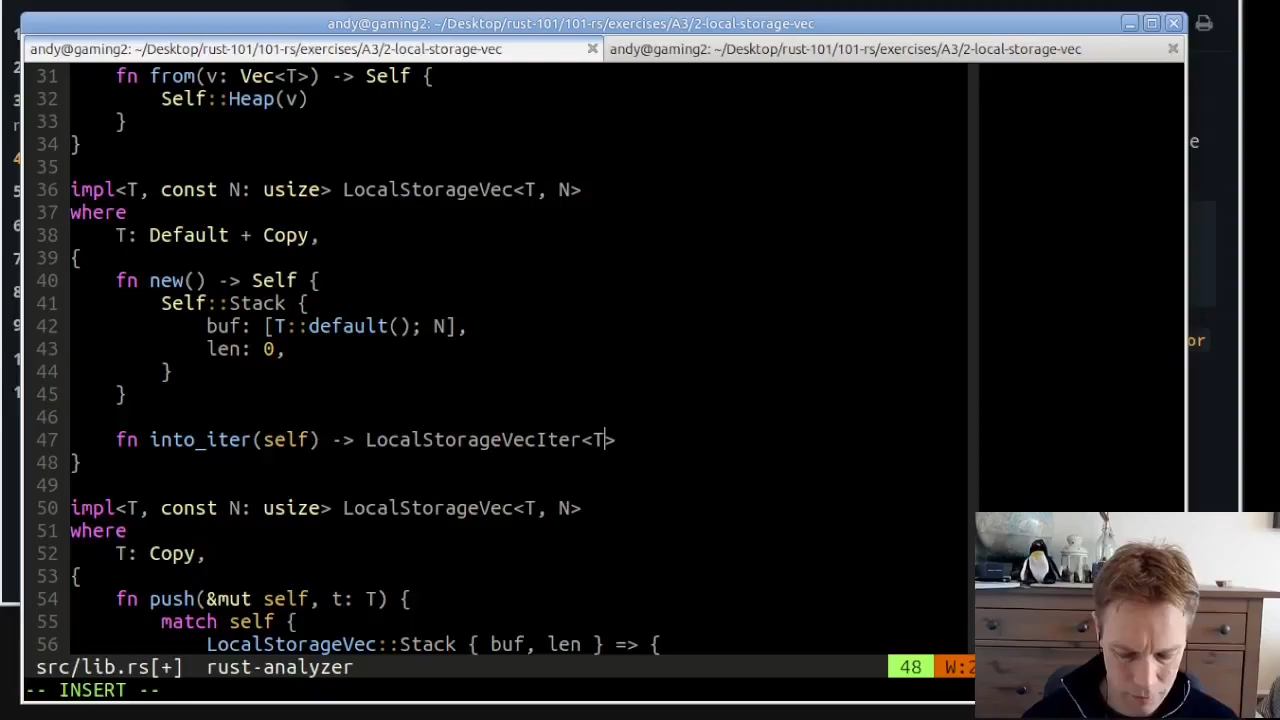 andy@gaming2: ~/Desktop/rust-101/101-rs/exercises/A3/2-local-storage-vec
andy@gaming2: ~/Desktop/rust-101/101-rs/exercises/A3/2-local-storage-vec
andy@gaming2: ~/Desktop/rust-101/101-rs/exercises/A3/2-local-storage-vec
31     fn from(v: Vec<T>) -> Self {
32         Self::Heap(v)
33     }
34 }
35
36 impl<T, const N: usize> LocalStorageVec<T, N>
37 where
38     T: Default + Copy,
39 {
40     fn new() -> Self {
41         Self::Stack {
42             buf: [T::default(); N],
43             len: 0,
44         }
45     }
46
47     fn into_iter(self) -> LocalStorageVecIter<T>
48 }
49
50 impl<T, const N: usize> LocalStorageVec<T, N>
51 where
52     T: Copy,
53 {
54     fn push(&mut self, t: T) {
55         match self {
56             LocalStorageVec::Stack { buf, len } => {
src/lib.rs[+]  rust-analyzer 48 W:2
-- INSERT --